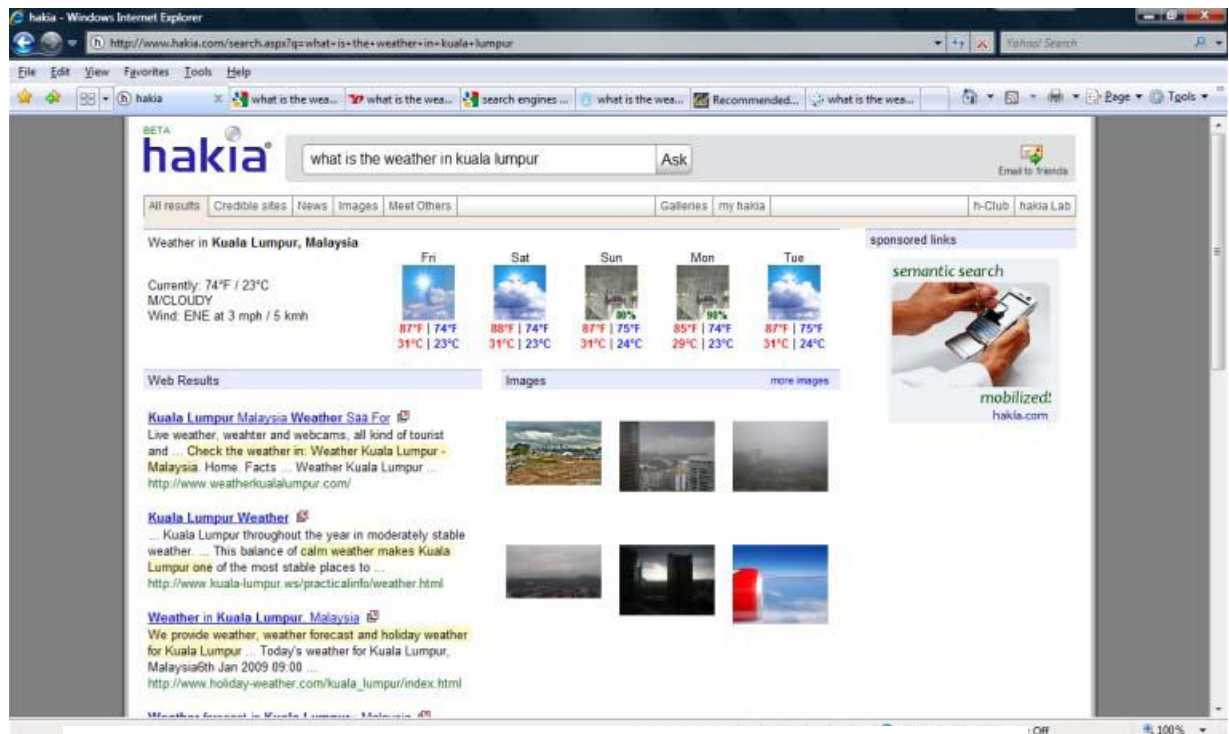 hakia - Windows Internet Explorer
http://www.hakia.com/search.aspx?q=what+is+the+weather+in+kuala+lumpur
Yahoo! Search
File Edit View Favorites Tools Help
hakia what is the wea... what is the wea... search engines ... what is the wea... Recommended... what is the wea... Page Tools
BETA
hakia
what is the weather in kuala lumpur Ask
Email to friends
All results Credible sites News Images Meet Others Galleries my hakia h-Club hakia Lab
Weather in Kuala Lumpur, Malaysia
sponsored links
Fri Sat Sun Mon Tue
semantic search
Currently: 74°F / 23°C
M/CLOUDY
Wind: ENE at 3 mph / 5 kmh
80% 90%
87°F | 74°F 88°F | 74°F 87°F | 75°F 85°F | 74°F 87°F | 75°F
31°C | 23°C 31°C | 23°C 31°C | 24°C 29°C | 23°C 31°C | 24°C
mobilized!
hakia.com
Web Results
Images more images
Kuala Lumpur Malaysia Weather Saa For
Live weather, weahter and webcams, all kind of tourist
and ... Check the weather in: Weather Kuala Lumpur -
Malaysia. Home. Facts ... Weather Kuala Lumpur ...
http://www.weatherkualalumpur.com/
Kuala Lumpur Weather
... Kuala Lumpur throughout the year in moderately stable
weather. ... This balance of calm weather makes Kuala
Lumpur one of the most stable places to ...
http://www.kuala-lumpur.ws/practicalinfo/weather.html
Weather in Kuala Lumpur, Malaysia
We provide weather, weather forecast and holiday weather
for Kuala Lumpur ... Today's weather for Kuala Lumpur,
Malaysia6th Jan 2009 09:00 ...
http://www.holiday-weather.com/kuala_lumpur/index.html
Weather forecast in Kuala Lumpur, Malaysia
: Off 100%